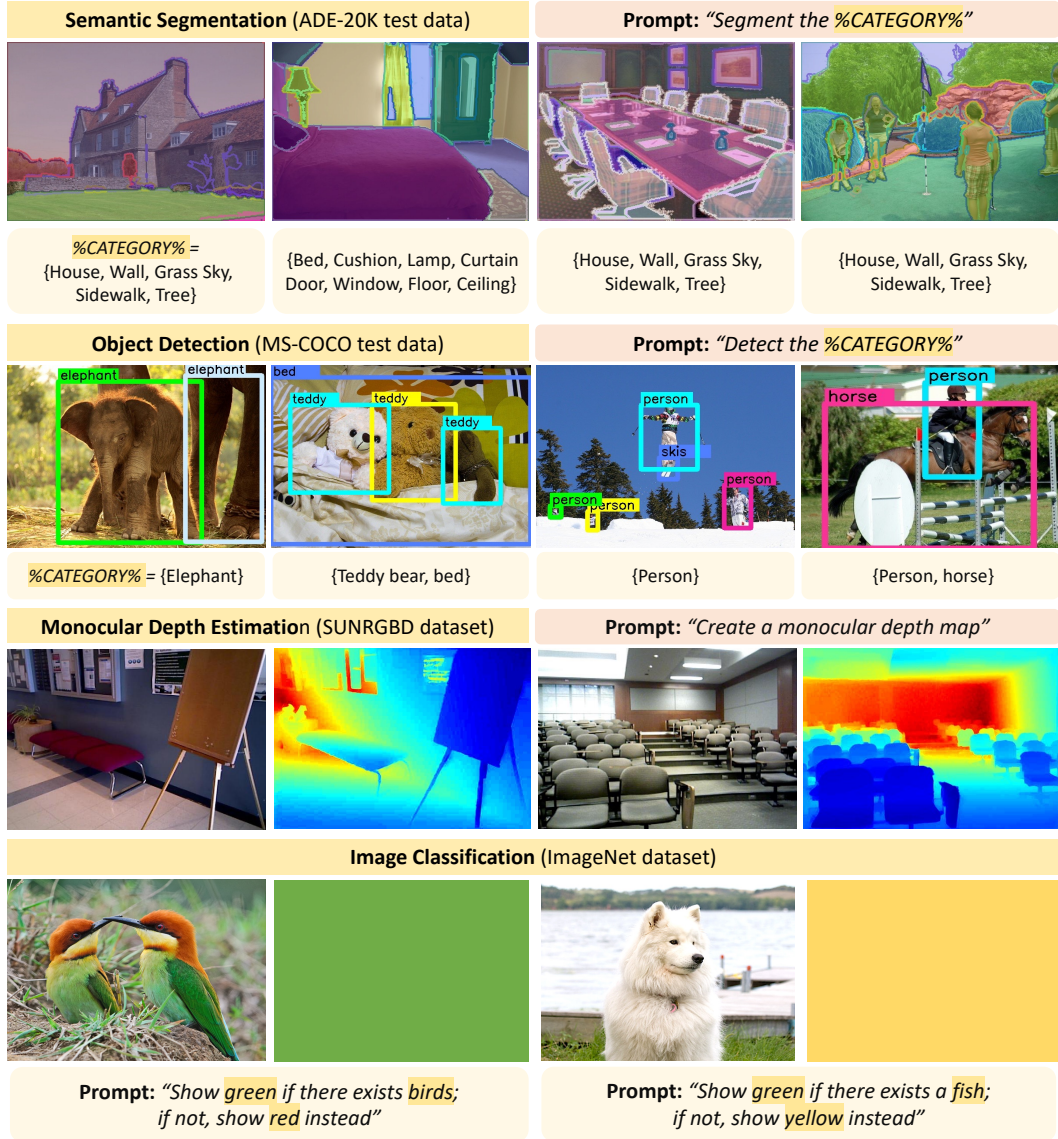 Semantic Segmentation (ADE-20K test data)
Prompt: “Segment the %CATEGORY%”
%CATEGORY% =
{House, Wall, Grass Sky,
Sidewalk, Tree}
{Bed, Cushion, Lamp, Curtain
Door, Window, Floor, Ceiling}
{House, Wall, Grass Sky,
Sidewalk, Tree}
{House, Wall, Grass Sky,
Sidewalk, Tree}
Object Detection (MS-COCO test data)
Prompt: “Detect the %CATEGORY%”
elephant
elephant
bed
teddy
teddy
teddy
person
skis
person
person
person
person
horse
%CATEGORY% = {Elephant}
{Teddy bear, bed}
{Person}
{Person, horse}
Monocular Depth Estimation (SUNRGBD dataset)
Prompt: “Create a monocular depth map”
Image Classification (ImageNet dataset)
Prompt: “Show green if there exists birds;
if not, show red instead”
Prompt: “Show green if there exists a fish;
if not, show yellow instead”